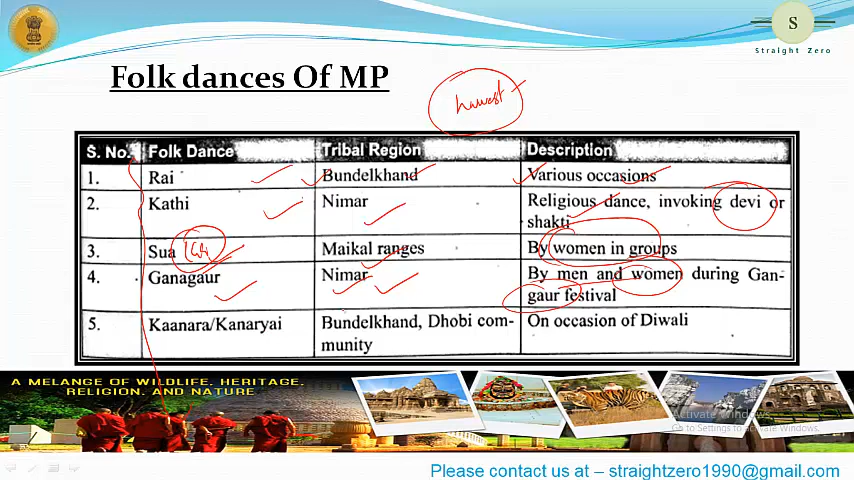 S
Straight Zero
Folk dances Of MP
harvest
S. No. Folk Dance Tribal Region Description
1. Rai Bundelkhand Various occasions
2. Kathi Nimar Religious dance, invoking devi or
shakti
3. Sua Maikal ranges By women in groups
4. Ganagaur Nimar By men and women during Gan-
gaur festival
5. Kaanara/Kanaryai Bundelkhand, Dhobi com-
munity On occasion of Diwali
A MELANGE OF WILDLIFE, HERITAGE,
RELIGION, AND NATURE
Activate Windows
Go to Settings to activate Windows.
Please contact us at – straightzero1990@gmail.com